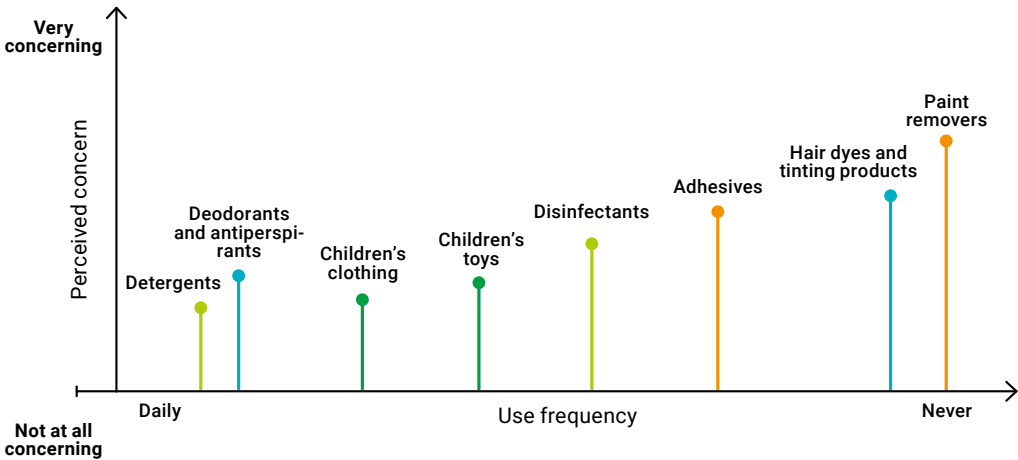 Very
concerning
Perceived concern
Not at all
concerning
Detergents
Deodorants
and antiperspi-
rants
Children’s
clothing
Children’s
toys
Disinfectants
Adhesives
Hair dyes and
tinting products
Paint
removers
Daily
Use frequency
Never